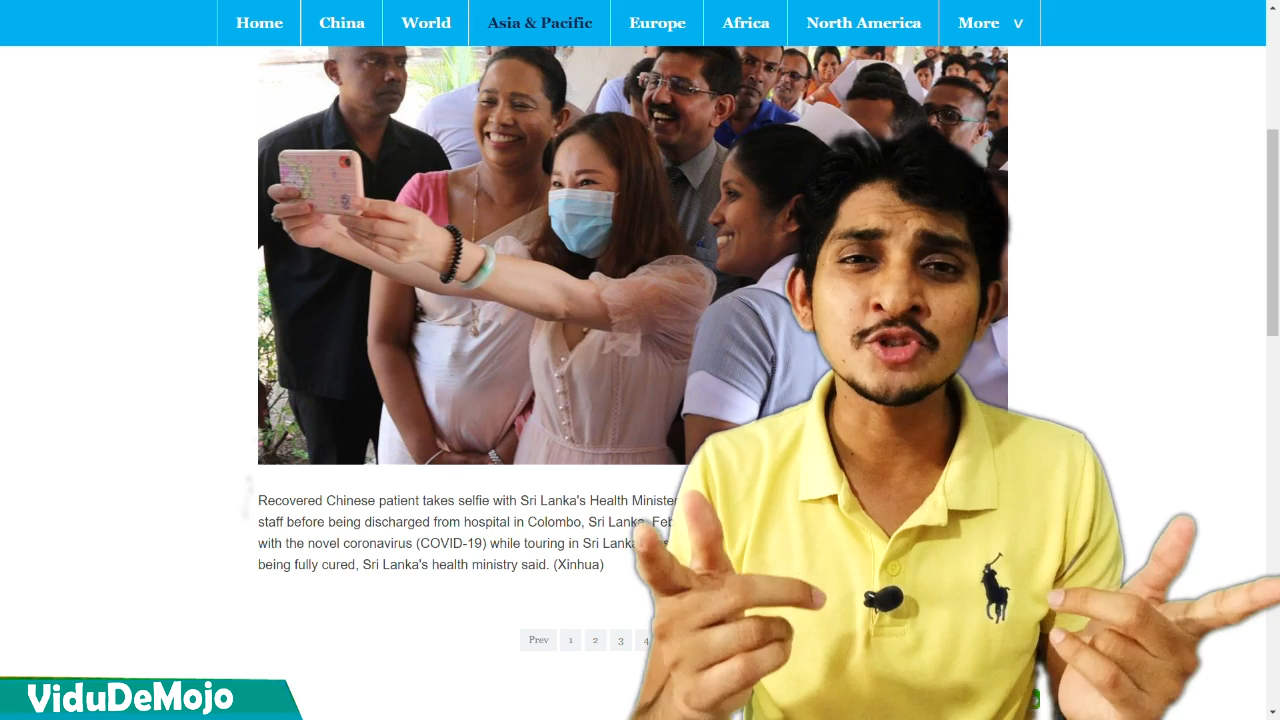 Home China World Asia & Pacific Europe Africa North America More v
Recovered Chinese patient takes selfie with Sri Lanka's Health Minister
staff before being discharged from hospital in Colombo, Sri Lanka, Feb
with the novel coronavirus (COVID-19) while touring in Sri Lanka
being fully cured, Sri Lanka's health ministry said. (Xinhua)
Prev 1 2 3 4
ViduDeMojo